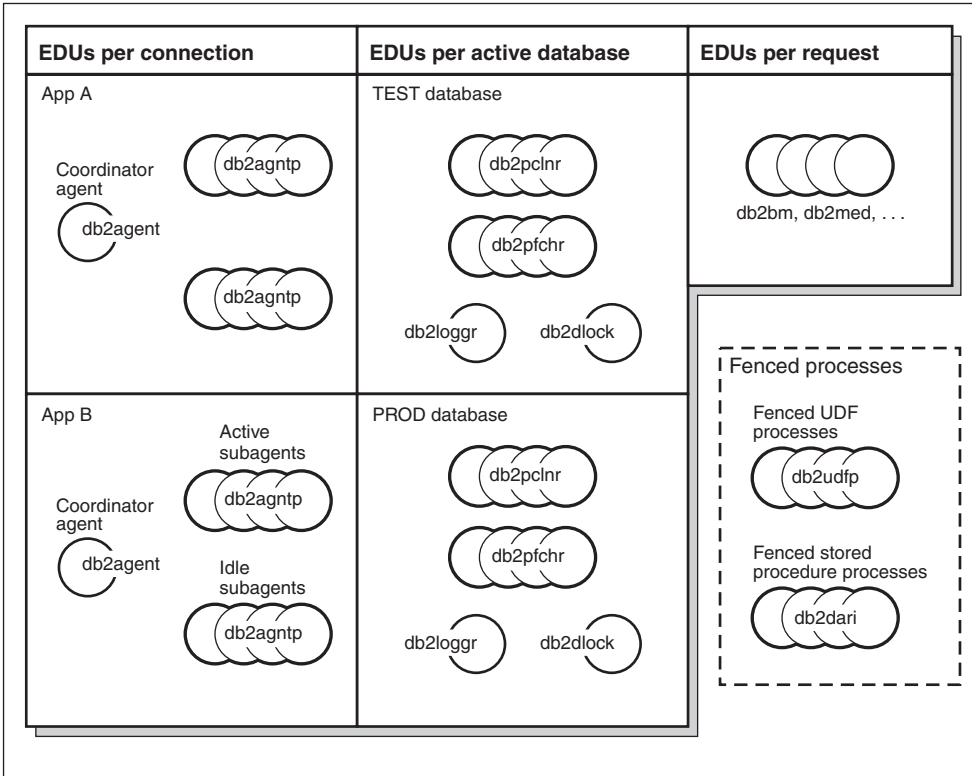 EDUs per connection
EDUs per active database
EDUs per request
App A
Coordinator
agent
db2agent
db2agntp
db2agntp
TEST database
db2pclnr
db2pfchr
db2loggr
db2dlock
db2bm, db2med, . . .
App B
Coordinator
agent
db2agent
Active
subagents
db2agntp
Idle
subagents
db2agntp
PROD database
db2pclnr
db2pfchr
db2loggr
db2dlock
Fenced processes
Fenced UDF
processes
db2udfp
Fenced stored
procedure processes
db2dari